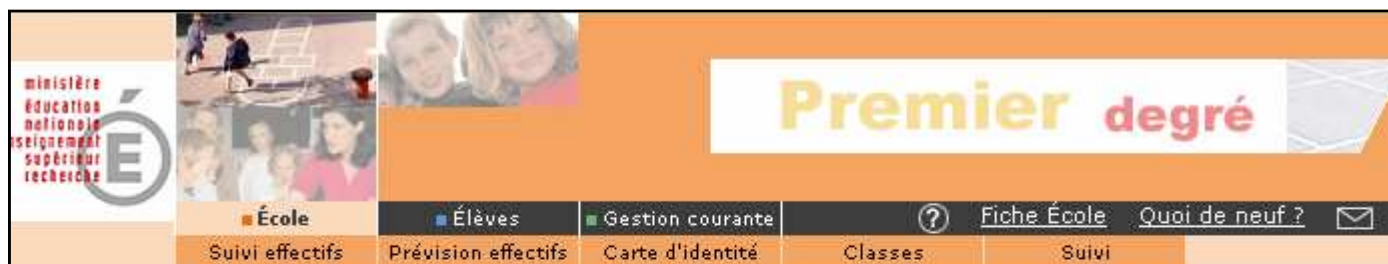 ministère
éducation
nationale
seignement
supérieur
recherche
É
Premier degré
École Élèves Gestion courante ? Fiche École Quoi de neuf ?
Suivi effectifs Prévision effectifs Carte d'identité Classes Suivi